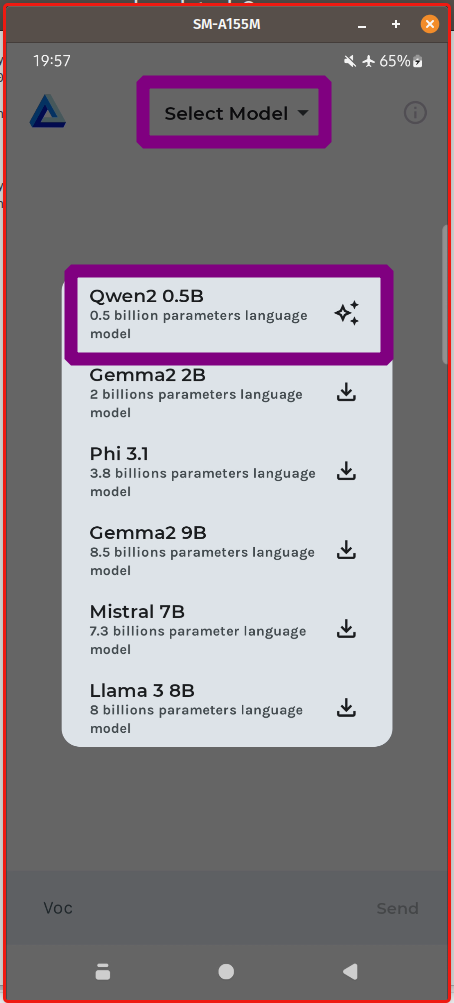 SM-A155M
19:57
65%
Select Model
Qwen2 0.5B
0.5 billion parameters language
model
Gemma2 2B
2 billions parameters language
model
Phi 3.1
3.8 billions parameters language
model
Gemma2 9B
8.5 billions parameters language
model
Mistral 7B
7.3 billions parameter language
model
Llama 3 8B
8 billions parameters language
model
Voc
Send